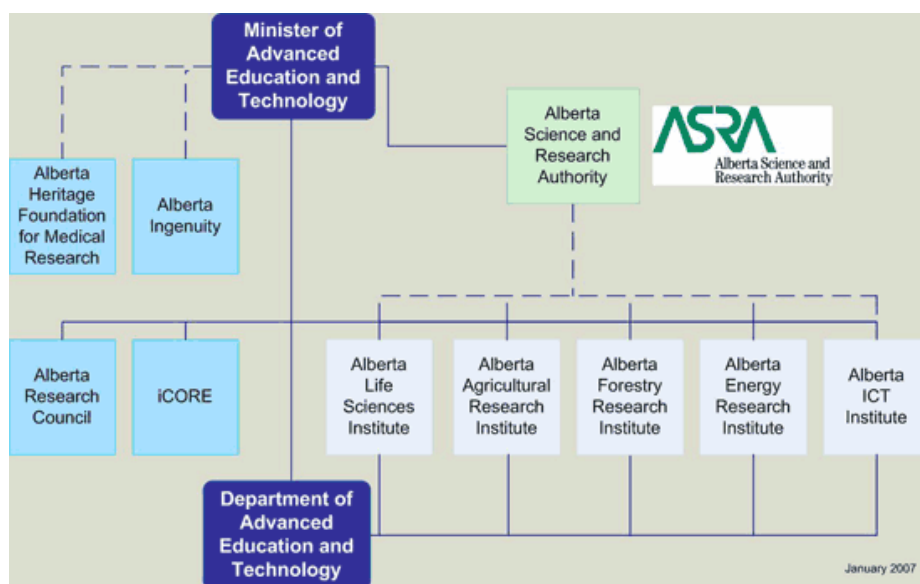 Minister of
Advanced
Education and
Technology
Alberta
Science and
Research
Authority
ASRA
Alberta Science and
Research Authority
Alberta
Heritage
Foundation
for Medical
Research
Alberta
Ingenuity
Alberta
Research
Council
iCORE
Alberta
Life
Sciences
Institute
Alberta
Agricultural
Research
Institute
Alberta
Forestry
Research
Institute
Alberta
Energy
Research
Institute
Alberta
ICT
Institute
Department of
Advanced
Education and
Technology
January 2007